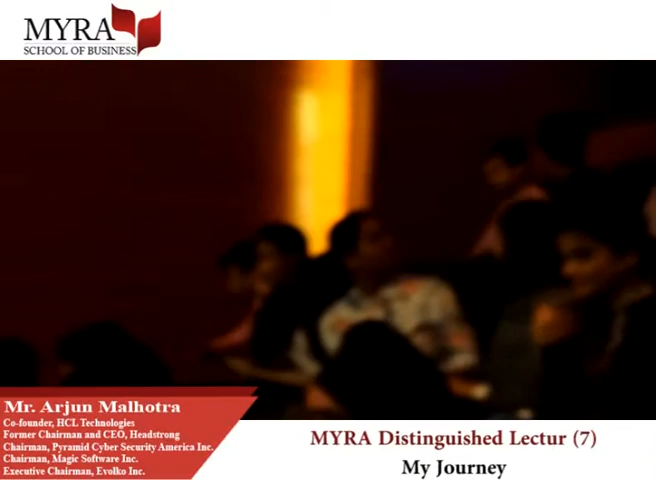 MYRA
SCHOOL OF BUSINESS
Mr. Arjun Malhotra
Co-founder, HCL Technologies
Former Chairman and CEO, Headstrong
Chairman, Pyramid Cyber Security America Inc.
Chairman, Magic Software Inc.
Executive Chairman, Evolko Inc.
MYRA Distinguished Lectur (7)
My Journey